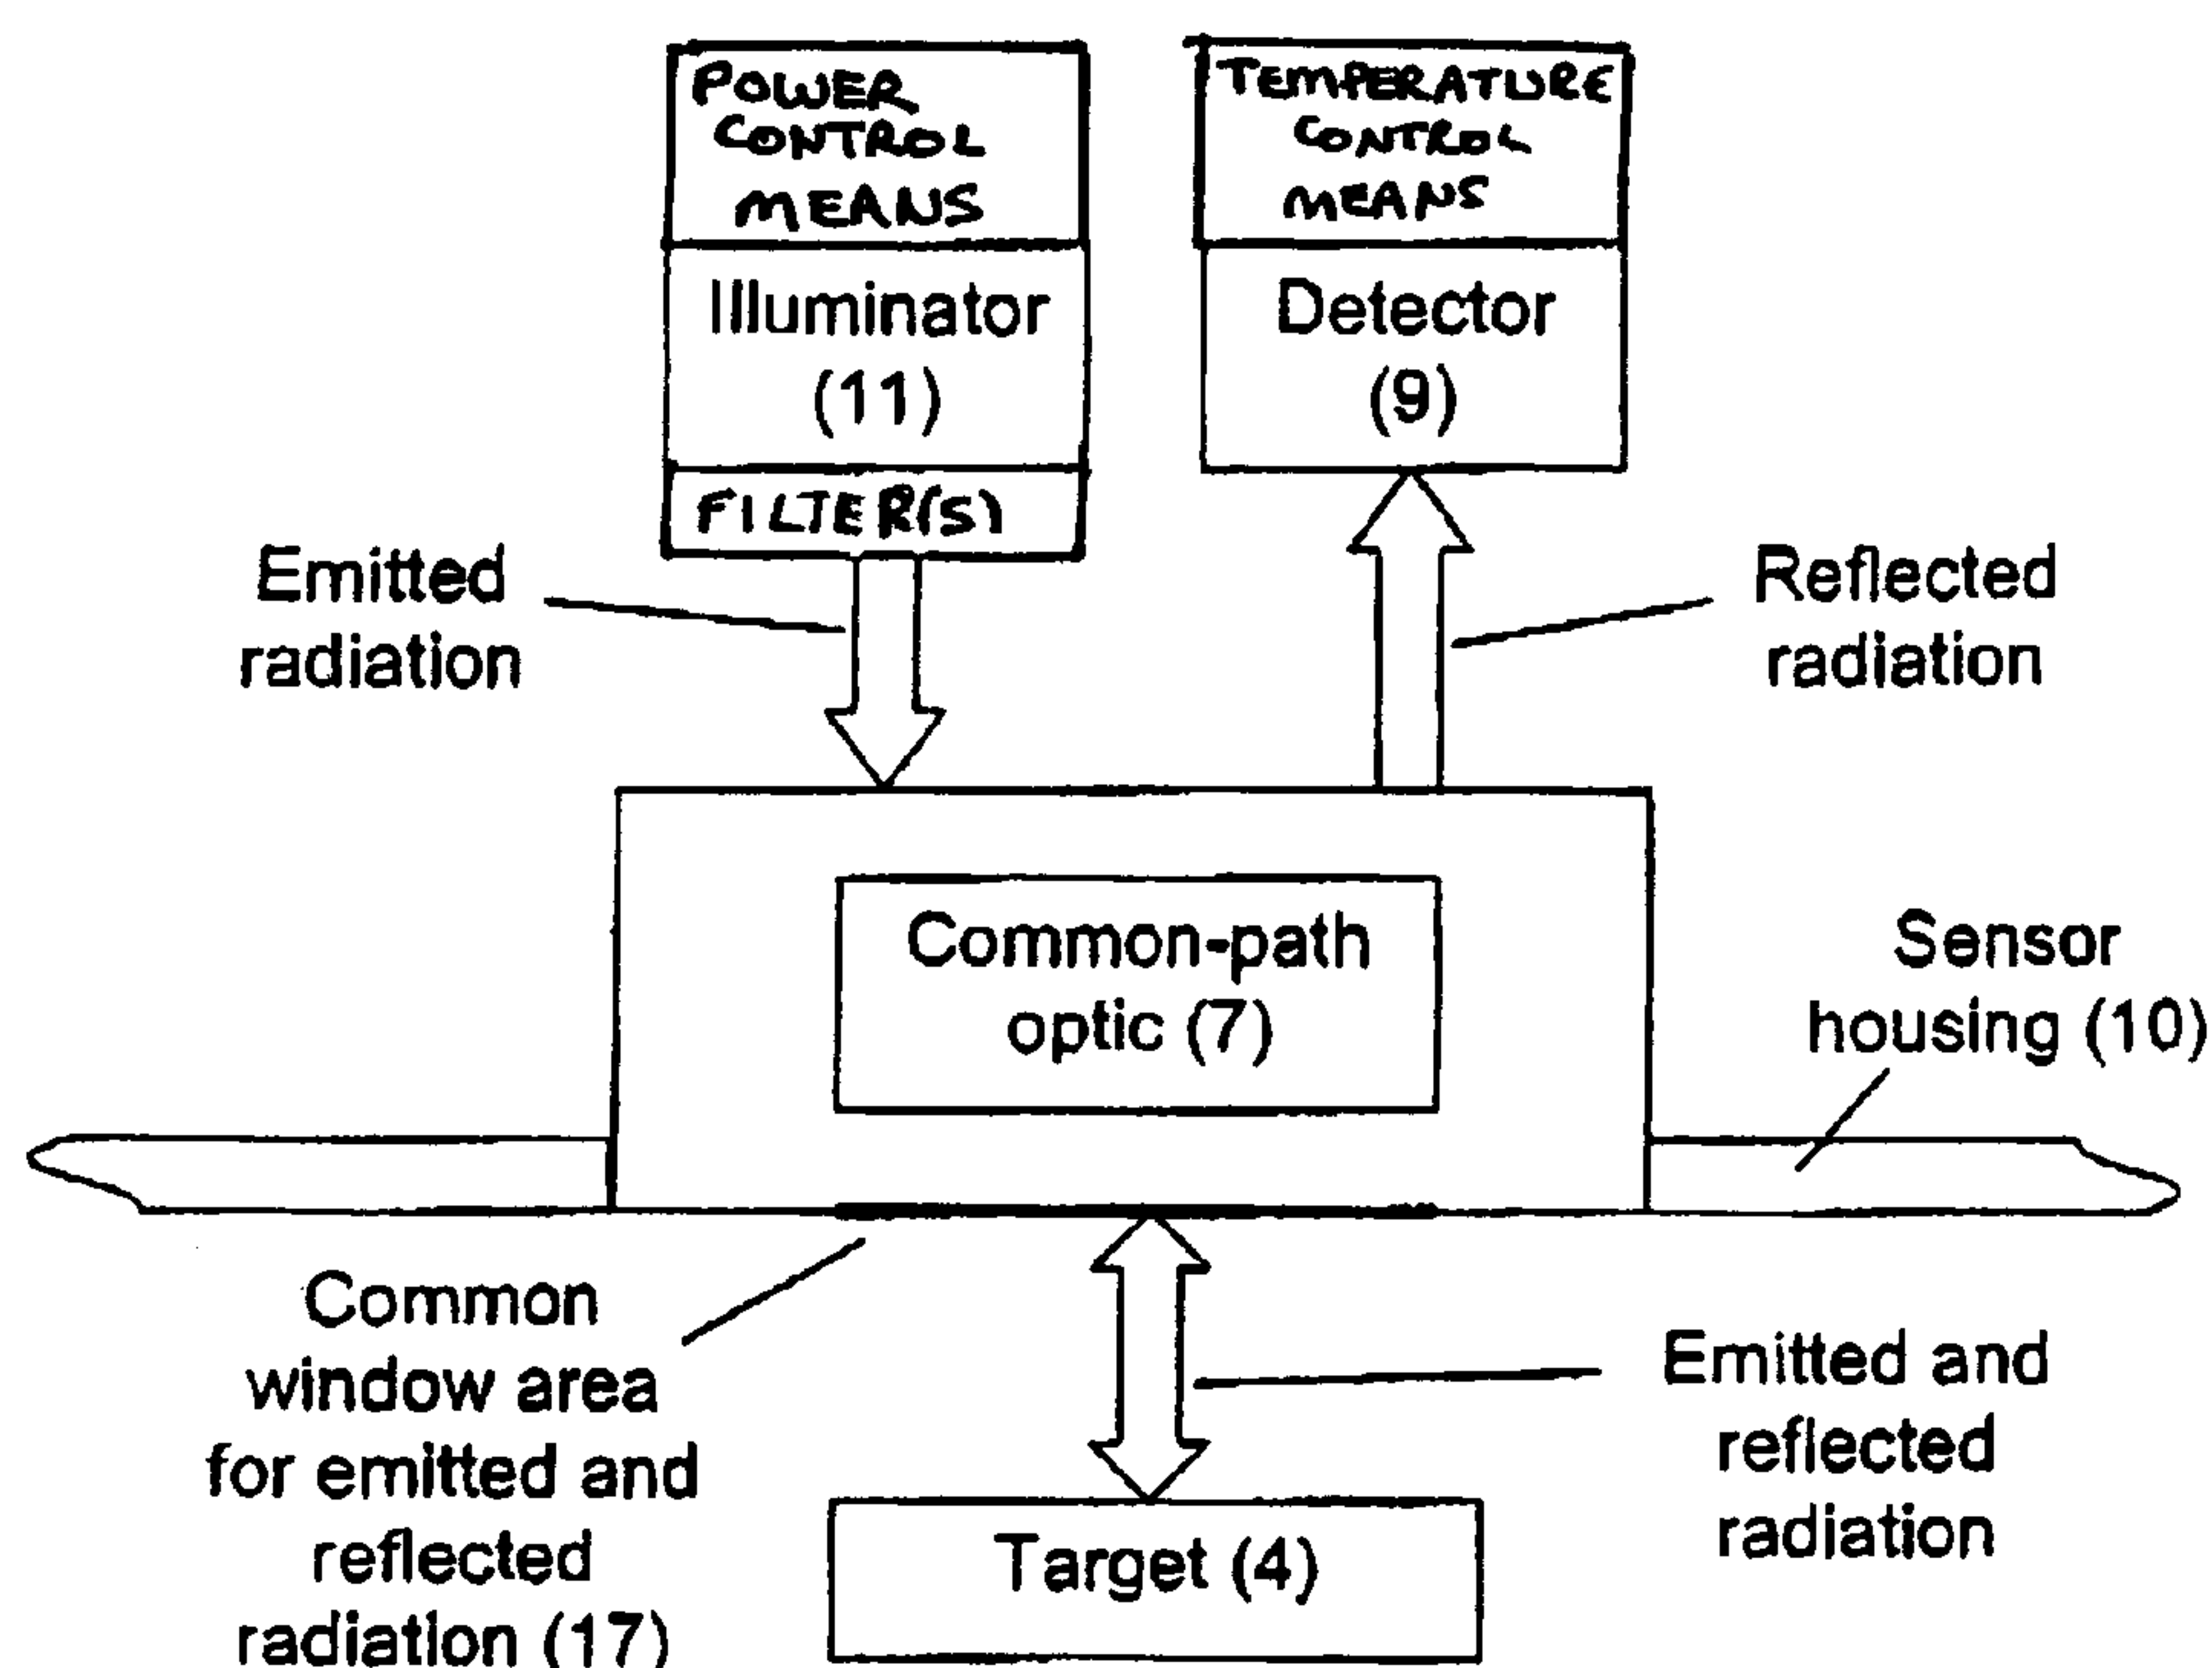 POWER
CONTROL
MEANS
TEMPERATURE
CONTROL
MEANS
Illuminator
(11)
Detector
(9)
FILTER(S)
Emitted
radiation
Reflected
radiation
Common-path
optic (7)
Sensor
housing (10)
Common
window area
for emitted and
reflected
radiation (17)
Emitted and
reflected
radiation
Target (4)